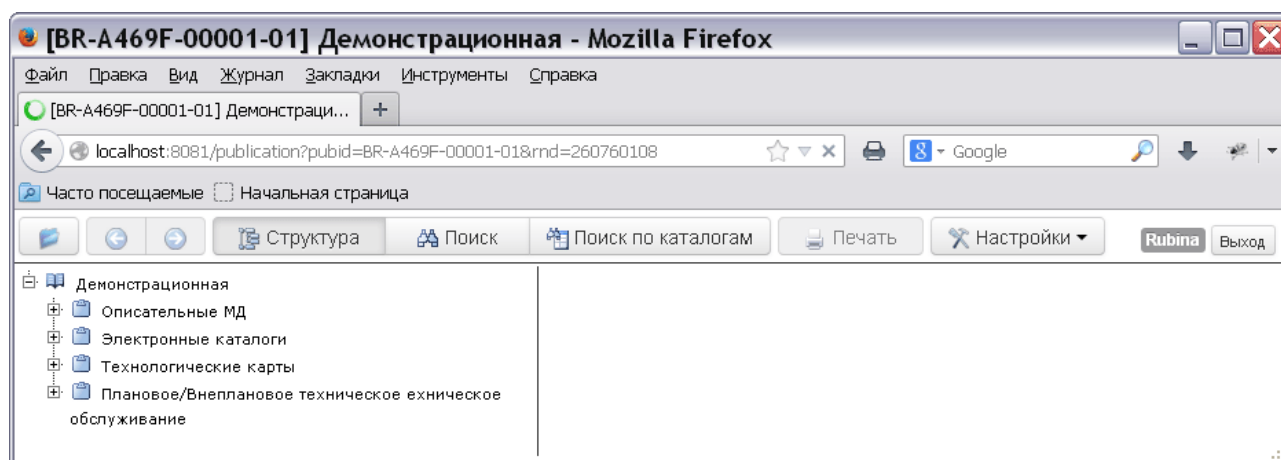 [BR-A469F-00001-01] Демонстрационная - Mozilla Firefox
Файл Правка Вид Журнал Закладки Инструменты Справка
[BR-A469F-00001-01] Демонстраци... +
localhost:8081/publication?pubid=BR-A469F-00001-01&rnd=260760108 8 Google
Часто посещаемые Начальная страница
Структура Поиск Поиск по каталогам Печать Настройки Rubina Выход
Демонстрационная
Описательные МД
Электронные каталоги
Технологические карты
Плановое/Внеплановое техническое ехническое
обслуживание